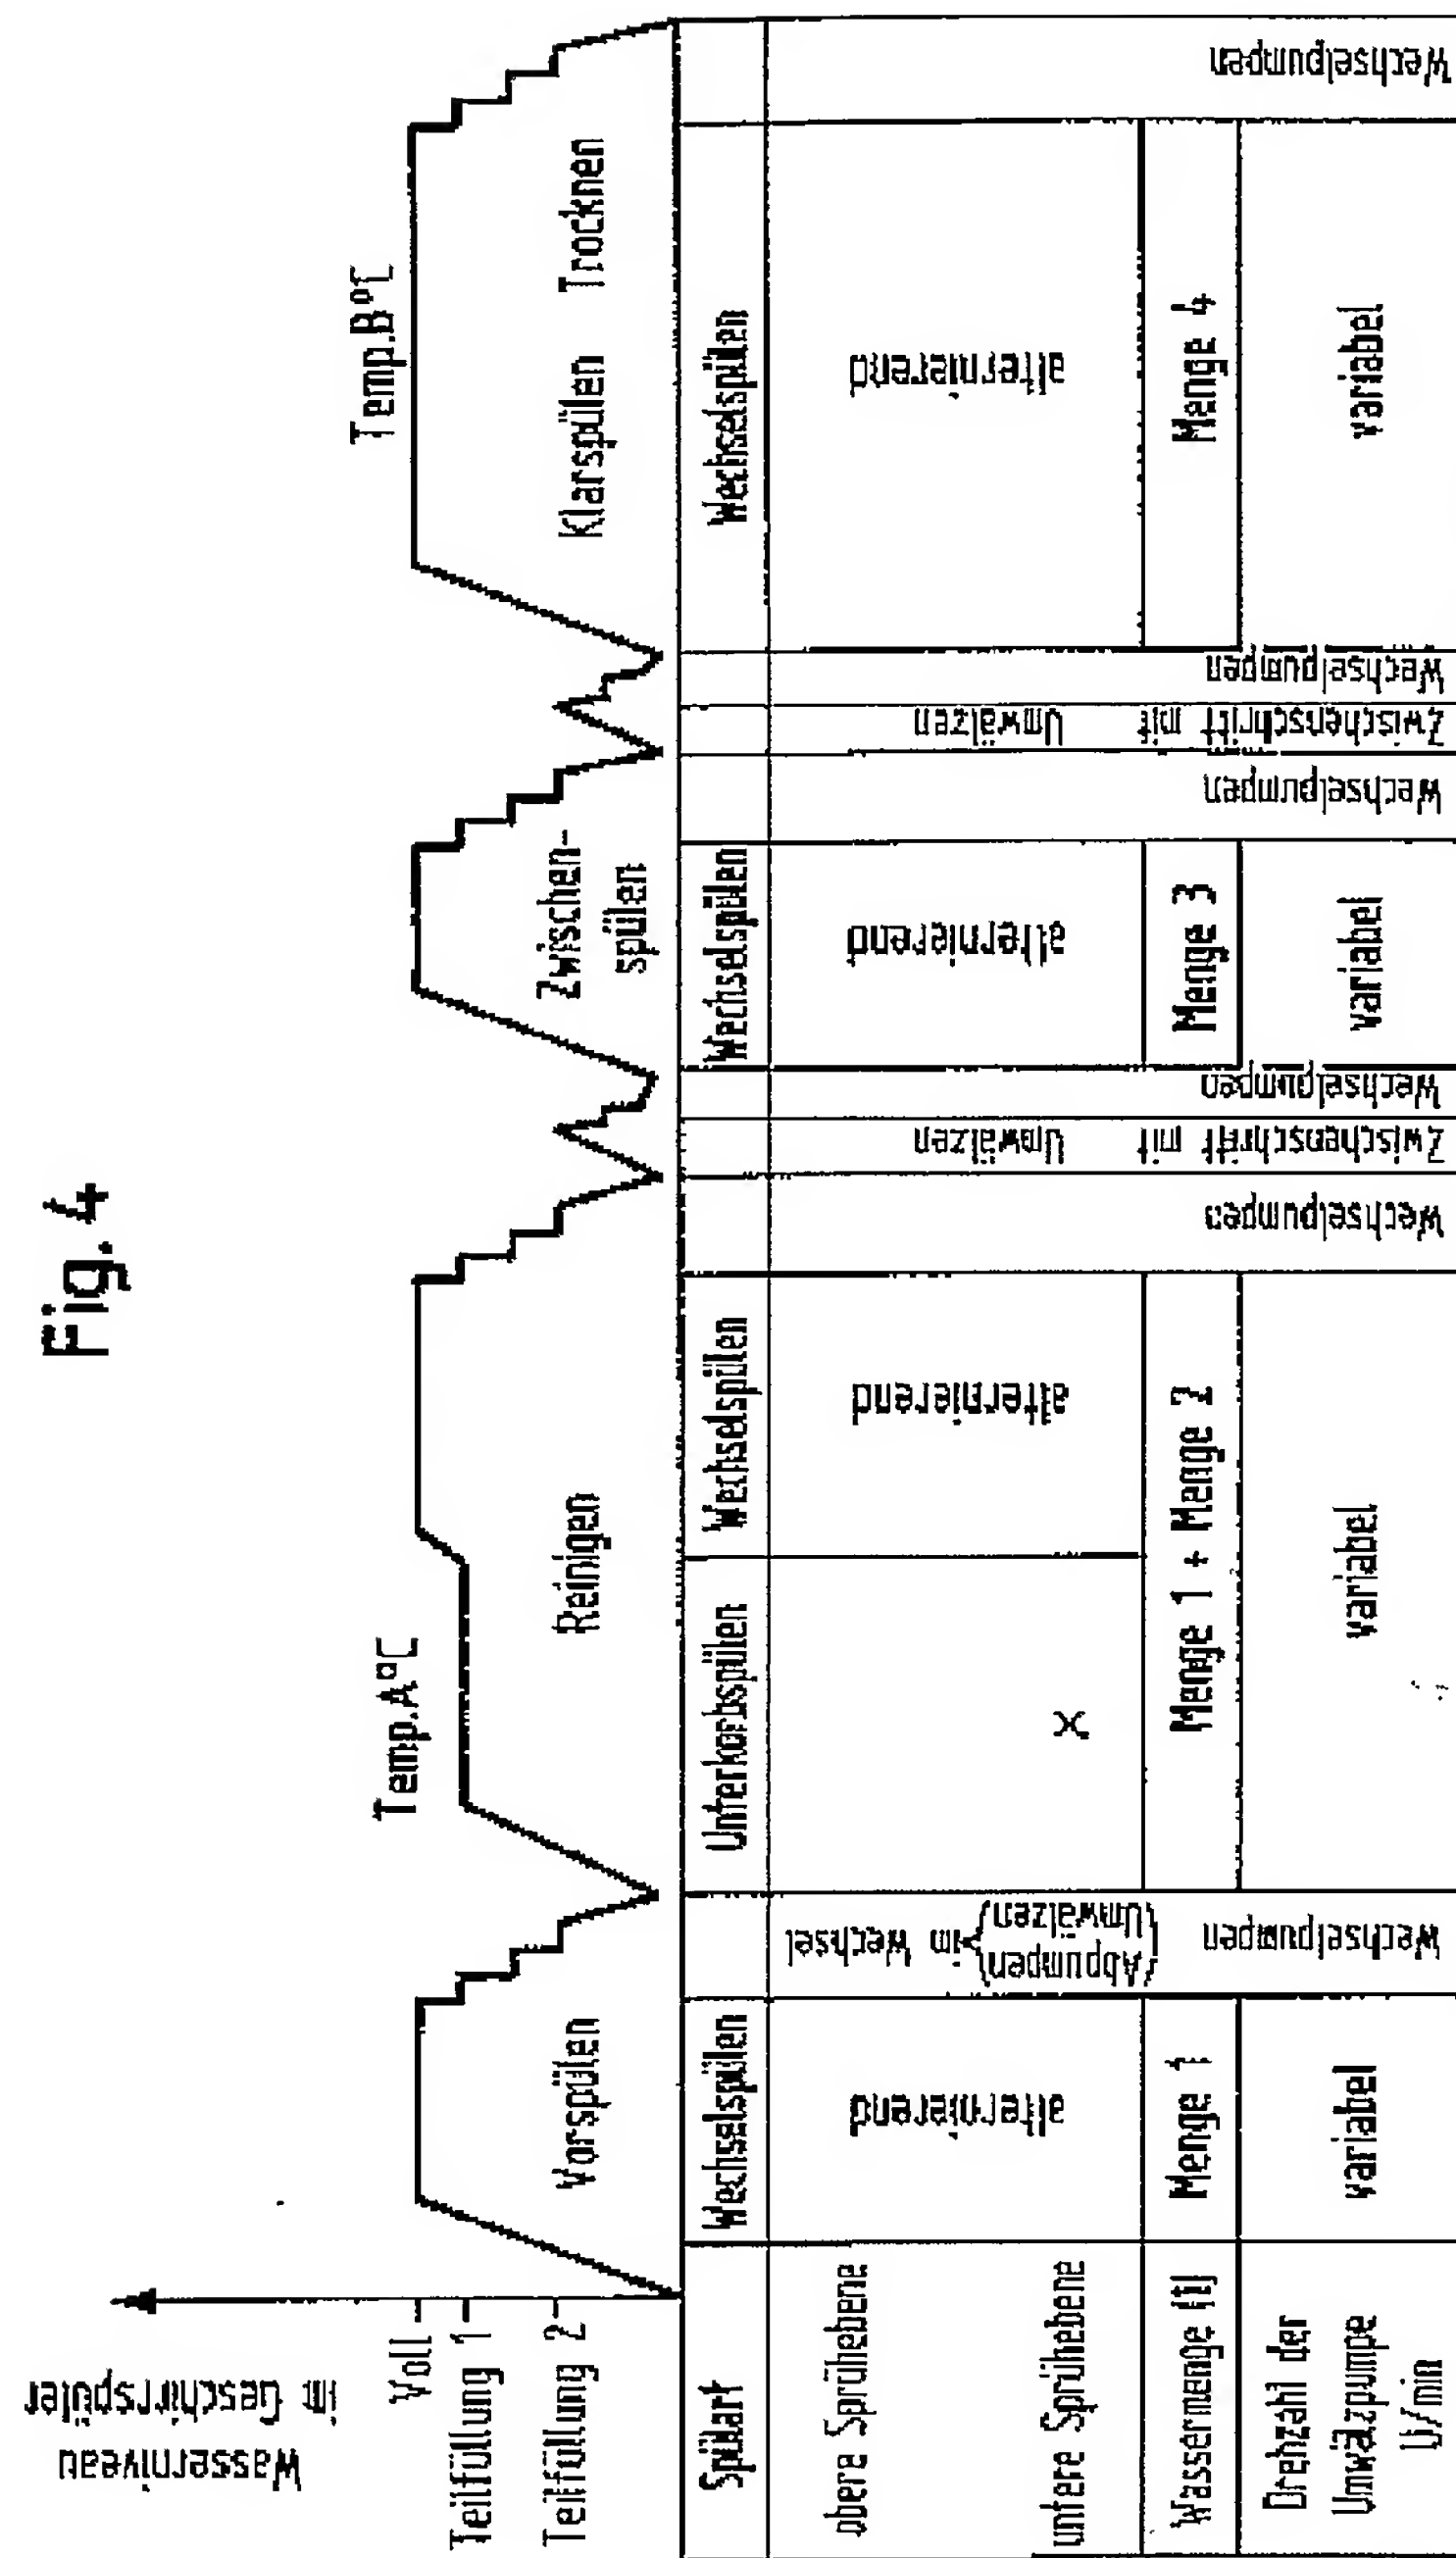 Fig. 4
Wasserniveau
im Geschirrspüler
Voll
Teilfüllung 1
Teilfüllung 2
Temp.A°C
Temp.B°C
Vorspülen
Reinigen
Zwischen-
spülen
Klarspülen Trocknen
Spülart
Wechselspülen
Unterkorbspülen
Wechselspülen
Wechselspülen
Wechselspülen
obere Sprühebene
untere Sprühebene
alternierend
x
alternierend
alternierend
alternierend
Wassermenge (l)
Menge 1
Menge 1 + Menge 2
Menge 3
Menge 4
Drehzahl der
Umwälzpumpe
U/min
variabel
variabel
variabel
variabel
Wechselpumpen (Abpumpen) im Wechsel
(Umwälzen)
Wechselpumpen
Zwischenschritt mit Umwälzen
Wechselpumpen
Wechselpumpen
Zwischenschritt mit Umwälzen
Wechselpumpen
Wechselpumpen